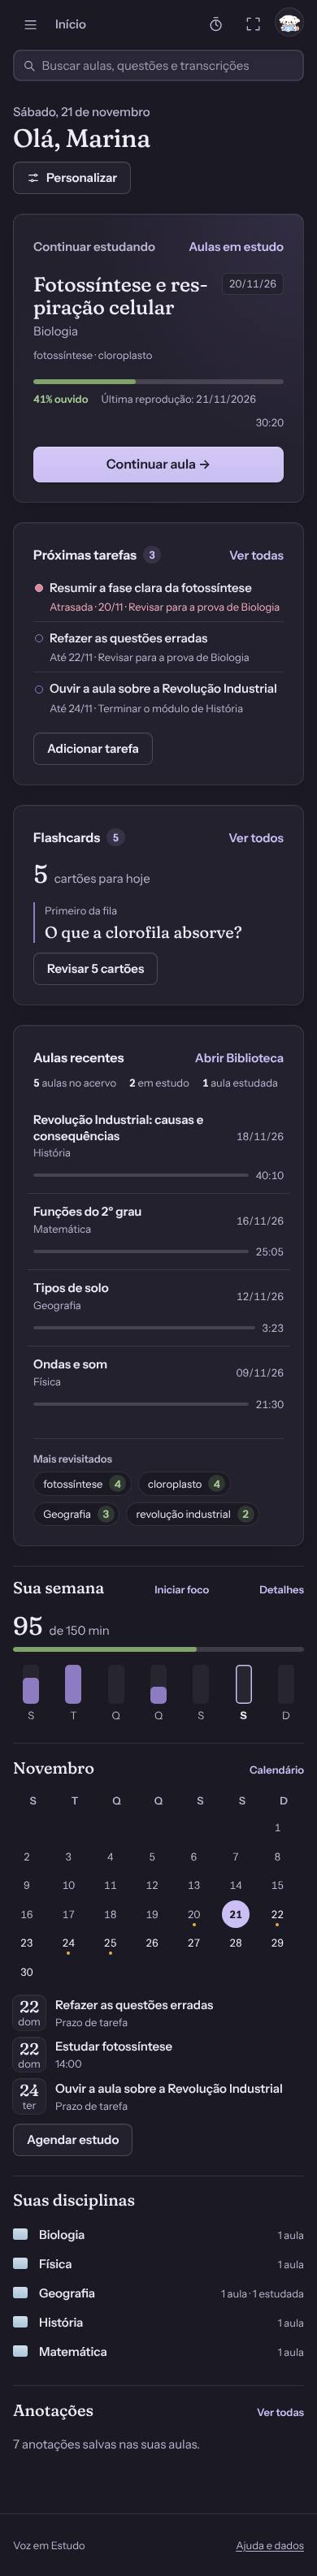 Início
Buscar aulas, questões e transcrições
Sábado, 21 de novembro
Olá, Marina
Personalizar
Continuar estudando
Aulas em estudo
Fotossíntese e res-
piração celular
20/11/26
Biologia
fotossíntese · cloroplasto
41% ouvido
Última reprodução: 21/11/2026
30:20
Continuar aula →
Próximas tarefas 3
Ver todas
Resumir a fase clara da fotossíntese
Atrasada · 20/11 · Revisar para a prova de Biologia
Refazer as questões erradas
Até 22/11 · Revisar para a prova de Biologia
Ouvir a aula sobre a Revolução Industrial
Até 24/11 · Terminar o módulo de História
Adicionar tarefa
Flashcards 5
Ver todos
5 cartões para hoje
Primeiro da fila
O que a clorofila absorve?
Revisar 5 cartões
Aulas recentes
Abrir Biblioteca
5 aulas no acervo 2 em estudo 1 aula estudada
Revolução Industrial: causas e
consequências
18/11/26
História
40:10
Funções do 2º grau
16/11/26
Matemática
25:05
Tipos de solo
12/11/26
Geografia
3:23
Ondas e som
09/11/26
Física
21:30
Mais revisitados
fotossíntese 4 cloroplasto 4
Geografia 3 revolução industrial 2
Sua semana
Iniciar foco
Detalhes
95 de 150 min
S T Q Q S S D
Novembro
Calendário
S T Q Q S S D
1
2 3 4 5 6 7 8
9 10 11 12 13 14 15
16 17 18 19 20 21 22
23 24 25 26 27 28 29
30
22
dom
Refazer as questões erradas
Prazo de tarefa
22
dom
Estudar fotossíntese
14:00
24
ter
Ouvir a aula sobre a Revolução Industrial
Prazo de tarefa
Agendar estudo
Suas disciplinas
Biologia 1 aula
Física 1 aula
Geografia 1 aula · 1 estudada
História 1 aula
Matemática 1 aula
Anotações
Ver todas
7 anotações salvas nas suas aulas.
Voz em Estudo
Ajuda e dados